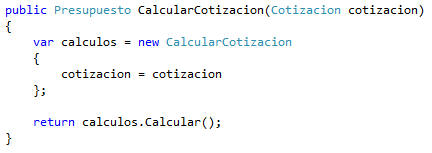 public Presupuesto CalcularCotizacion(Cotizacion cotizacion)
{
    var calculos = new CalcularCotizacion
    {
        cotizacion = cotizacion
    };

    return calculos.Calcular();
}